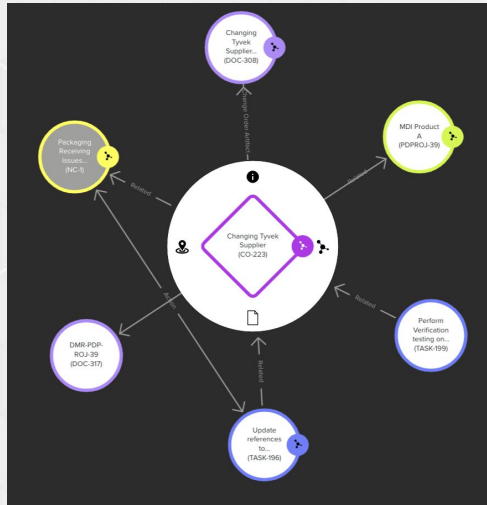 Changing
Tyvek
Supplier...
(DOC-308)
Change Order Artifact
MDI Product
A
(PDPROJ-39)
Packaging
Receiving
Issues...
(NC-1)
Related
Related
Changing Tyvek
Supplier
(CO-223)
Related
Action
Perform
Verification
testing on...
(TASK-199)
DMR-PDP-
ROJ-39
(DOC-317)
Related
Update
references
to...
(TASK-196)